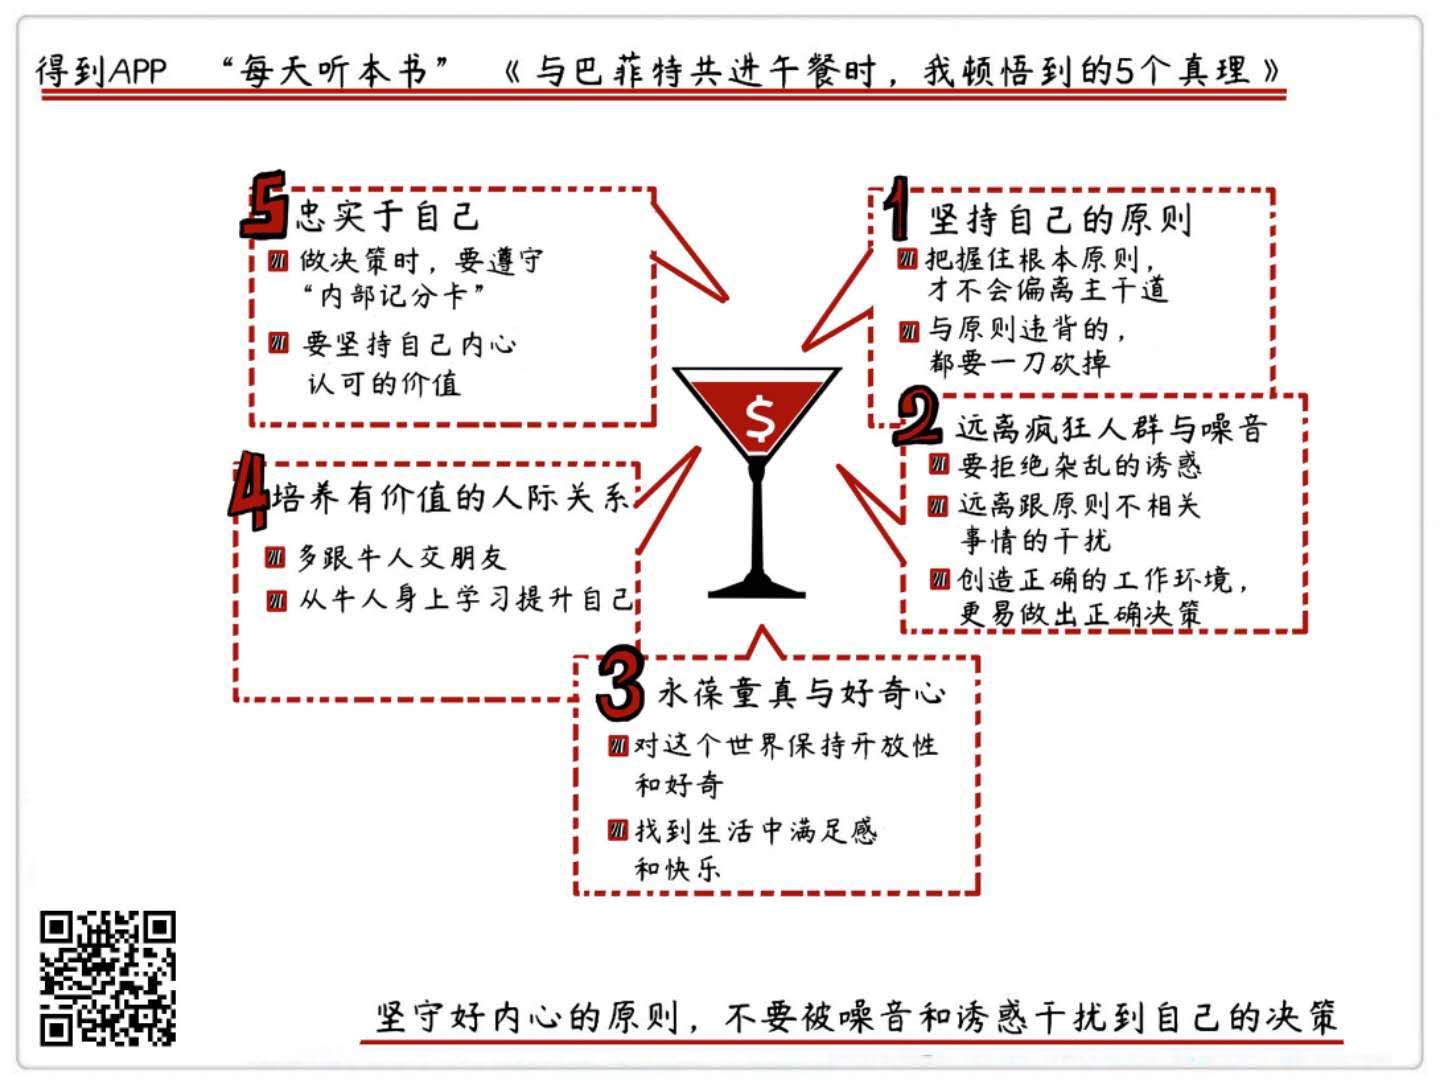 得到APP “每天听本书” 《与巴菲特共进午餐时，我顿悟到的5个真理》
1 坚持自己的原则
把握住根本原则，
才不会偏离主干道
与原则违背的，
都要一刀砍掉
2 远离疯狂人群与噪音
要拒绝杂乱的诱惑
远离跟原则不相关
事情的干扰
创造正确的工作环境，
更易做出正确决策
3 永葆童真与好奇心
对这个世界保持开放性
和好奇
找到生活中满足感
和快乐
4 培养有价值的人际关系
多跟牛人交朋友
从牛人身上学习提升自己
5 忠实于自己
做决策时，要遵守
“内部记分卡”
要坚持自己内心
认可的价值
$
坚守好内心的原则，不要被噪音和诱惑干扰到自己的决策